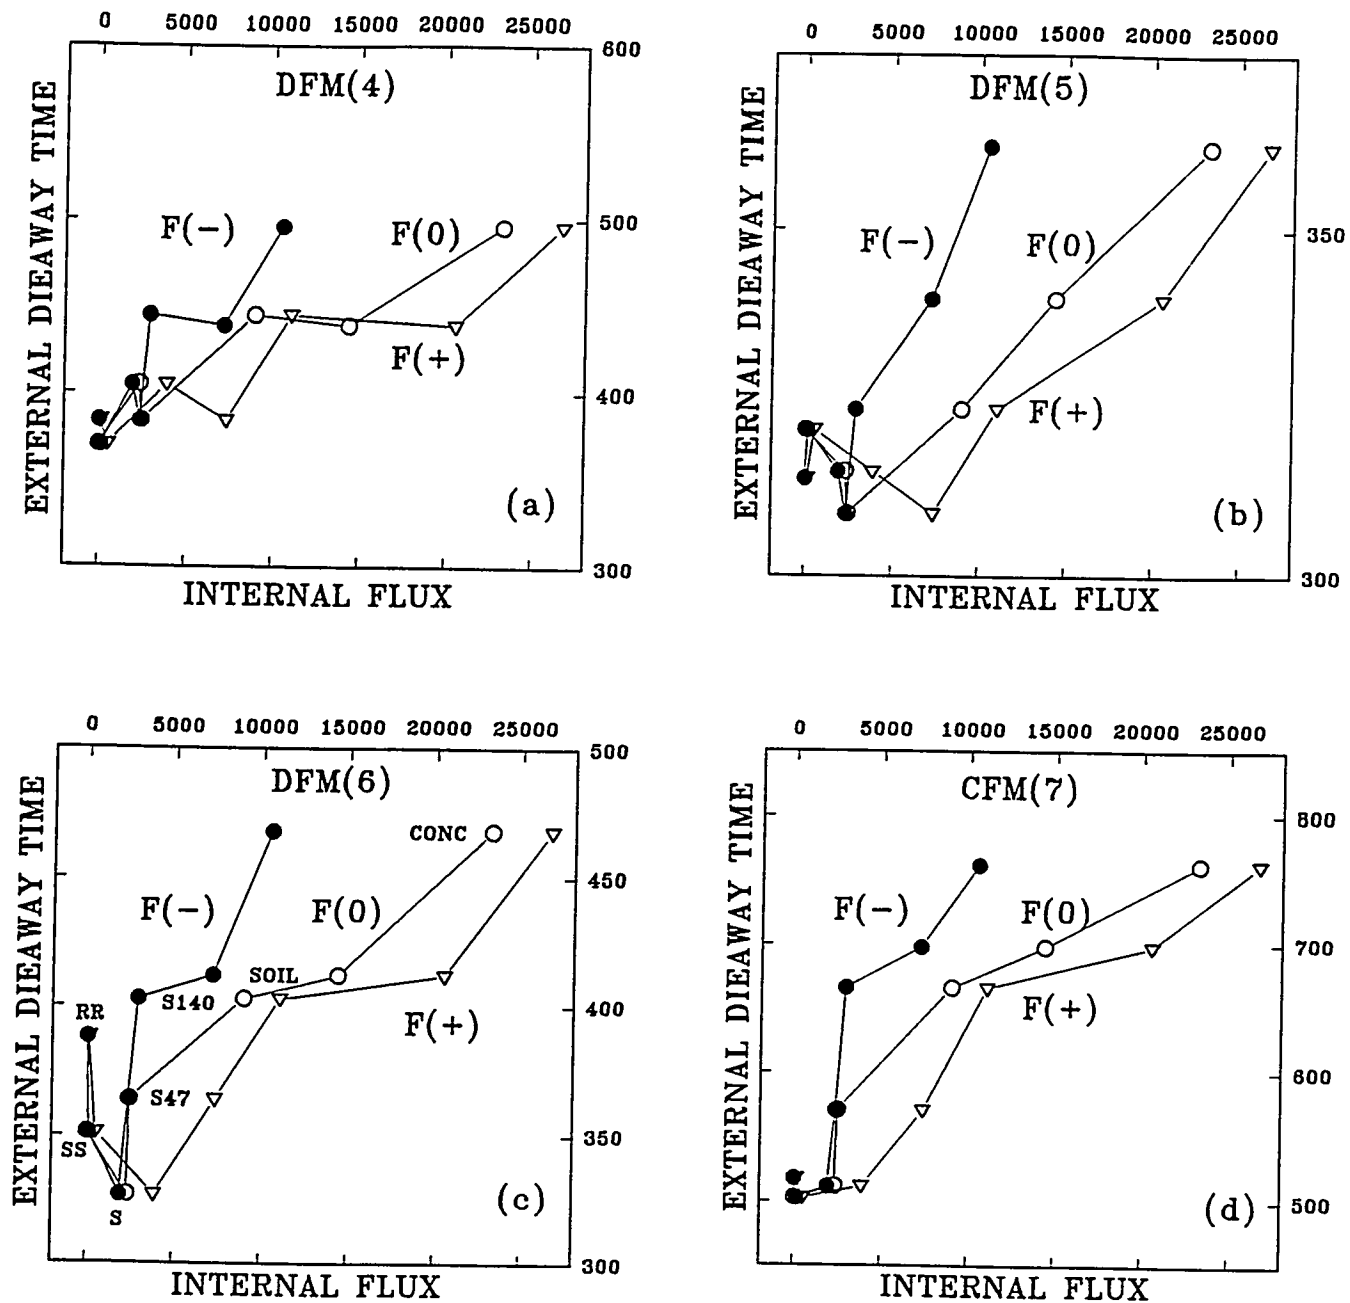 0 5000 10000 15000 20000 25000
DFM(4)
EXTERNAL DIEAWAY TIME
F(-)
F(0)
F(+)
600
500
400
300
(a)
INTERNAL FLUX
0 5000 10000 15000 20000 25000
DFM(5)
EXTERNAL DIEAWAY TIME
F(-)
F(0)
F(+)
350
300
(b)
INTERNAL FLUX
0 5000 10000 15000 20000 25000
DFM(6)
EXTERNAL DIEAWAY TIME
CONC
F(-)
F(0)
SOIL
S140
F(+)
RR
S47
SS
S
500
450
400
350
300
(c)
INTERNAL FLUX
0 5000 10000 15000 20000 25000
CFM(7)
EXTERNAL DIEAWAY TIME
F(-)
F(0)
F(+)
800
700
600
500
(d)
INTERNAL FLUX